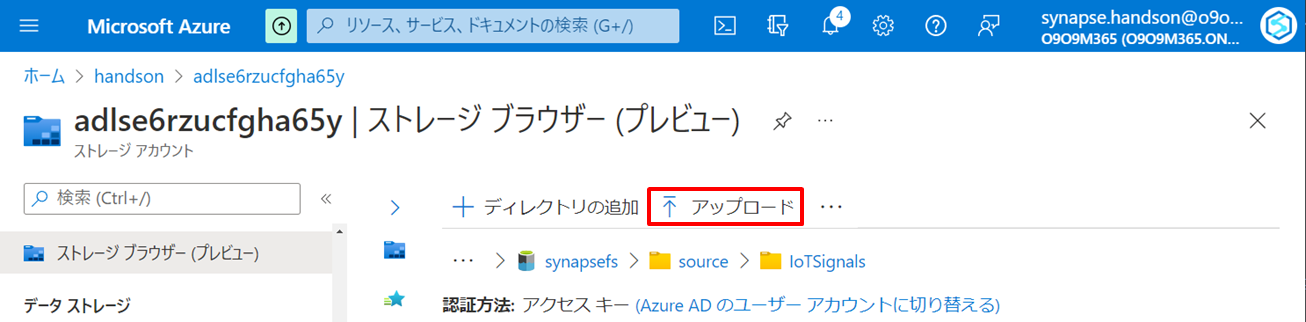 Microsoft Azure
リソース、サービス、ドキュメントの検索 (G+/)
4
synapse.handson@o9o...
O9O9M365 (O9O9M365.ON...
ホーム > handson > adlse6rzucfgha65y
adlse6rzucfgha65y | ストレージ ブラウザー (プレビュー) ...
ストレージ アカウント
検索 (Ctrl+/) «
+ ディレクトリの追加 アップロード ...
ストレージ ブラウザー (プレビュー)
... > synapsefs > source > IoTSignals
データ ストレージ
認証方法: アクセス キー (Azure AD のユーザー アカウントに切り替える)